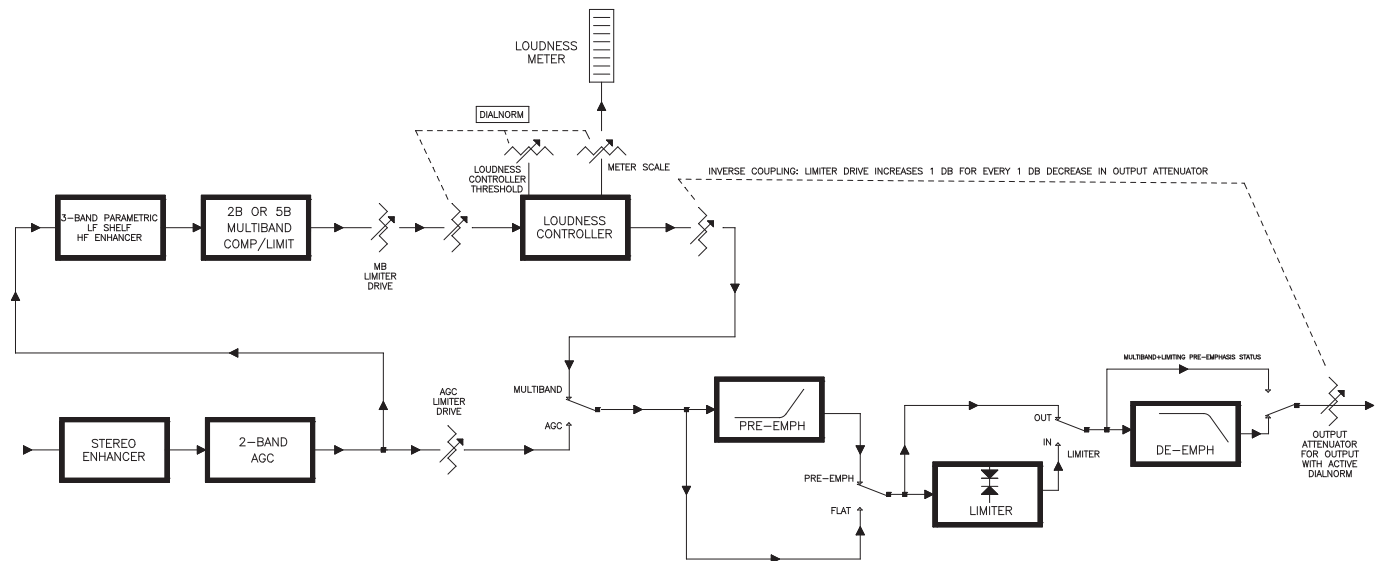 LOUDNESS
METER
DIALNORM
LOUDNESS
CONTROLLER
THRESHOLD
METER SCALE
INVERSE COUPLING: LIMITER DRIVE INCREASES 1 DB FOR EVERY 1 DB DECREASE IN OUTPUT ATTENUATOR
3-BAND PARAMETRIC
LF SHELF
HF ENHANCER
2B OR 5B
MULTIBAND
COMP/LIMIT
MB
LIMITER
DRIVE
LOUDNESS
CONTROLLER
STEREO
ENHANCER
2-BAND
AGC
AGC
LIMITER
DRIVE
MULTIBAND
AGC
PRE-EMPH
PRE-EMPH
FLAT
LIMITER
OUT
IN
LIMITER
MULTIBAND+LIMITING PRE-EMPHASIS STATUS
DE-EMPH
OUTPUT
ATTENUATOR
FOR OUTPUT
WITH ACTIVE
DIALNORM